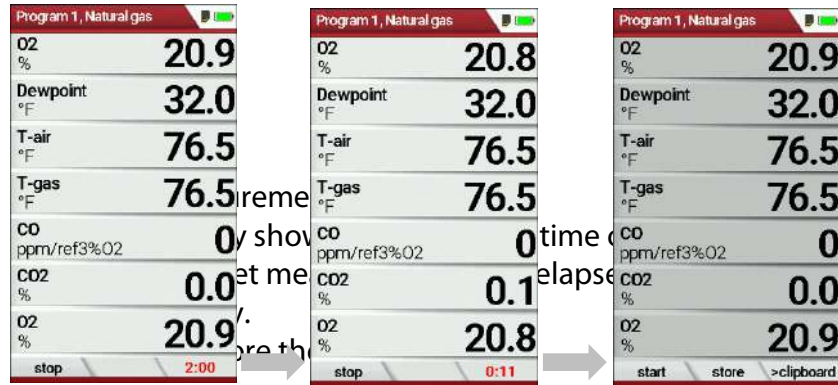 Program 1, Natural gas
O2
% 20.9
Dewpoint
°F 32.0
T-air
°F 76.5
T-gas
°F 76.5
CO
ppm/ref3%O2 0
CO2
% 0.0
O2
% 20.9
stop 2:00
Program 1, Natural gas
O2
% 20.8
Dewpoint
°F 32.0
T-air
°F 76.5
T-gas
°F 76.5
CO
ppm/ref3%O2 0
CO2
% 0.1
O2
% 20.8
stop 0:11
Program 1, Natural gas
O2
% 20.9
Dewpoint
°F 32.0
T-air
°F 76.5
T-gas
°F 76.5
CO
ppm/ref3%O2 0
CO2
% 0.0
O2
% 20.9
start store >clipboard
time